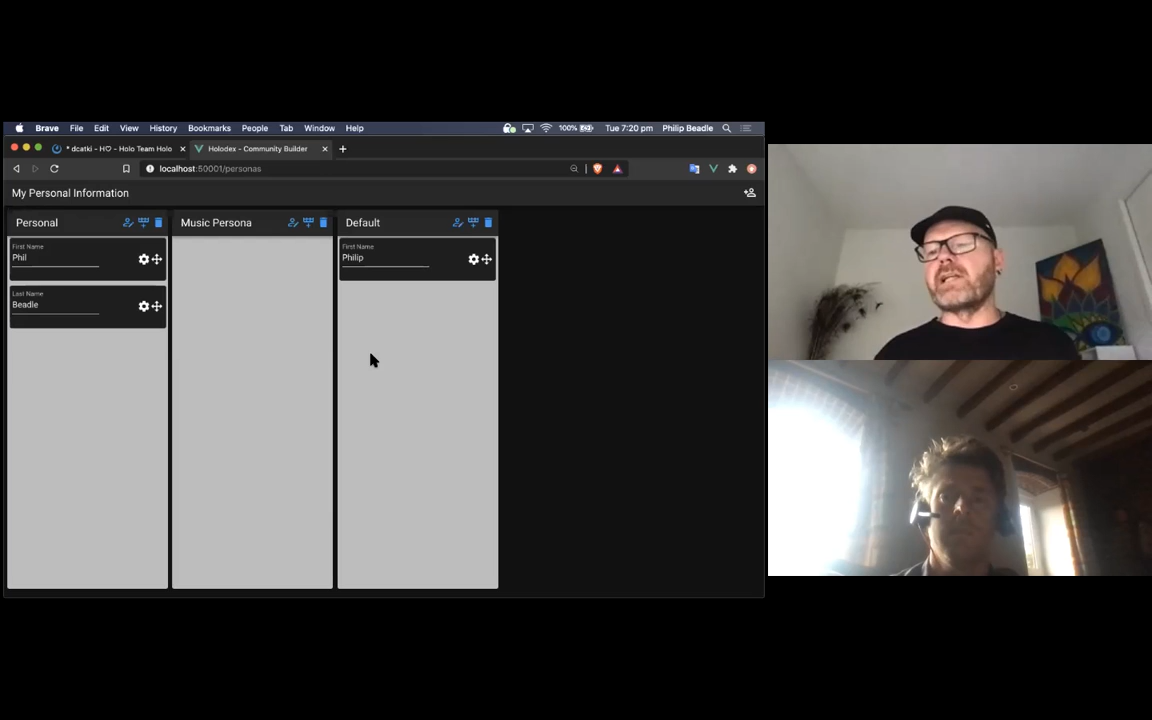 Brave File Edit View History Bookmarks People Tab Window Help 100% Tue 7:20 pm Philip Beadle
* dcatki - H♡ - Holo Team Holo Holodex - Community Builder
localhost:50001/personas
My Personal Information
Personal Music Persona Default
First Name First Name
Phil Philip
Last Name
Beadle